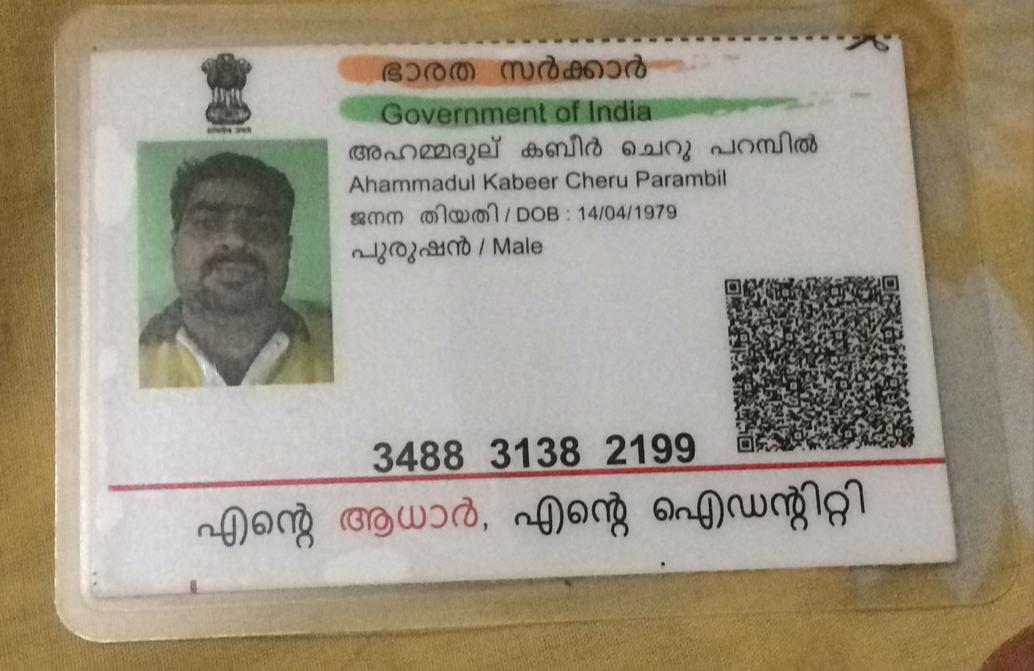 ഭാരത സർക്കാർ
Government of India
അഹമ്മദുല് കബീർ ചെറു പറമ്പിൽ
Ahammadul Kabeer Cheru Parambil
ജനന തിയതി / DOB : 14/04/1979
പുരുഷൻ / Male
3488 3138 2199
എന്റെ ആധാർ, എന്റെ ഐഡന്റിറ്റി